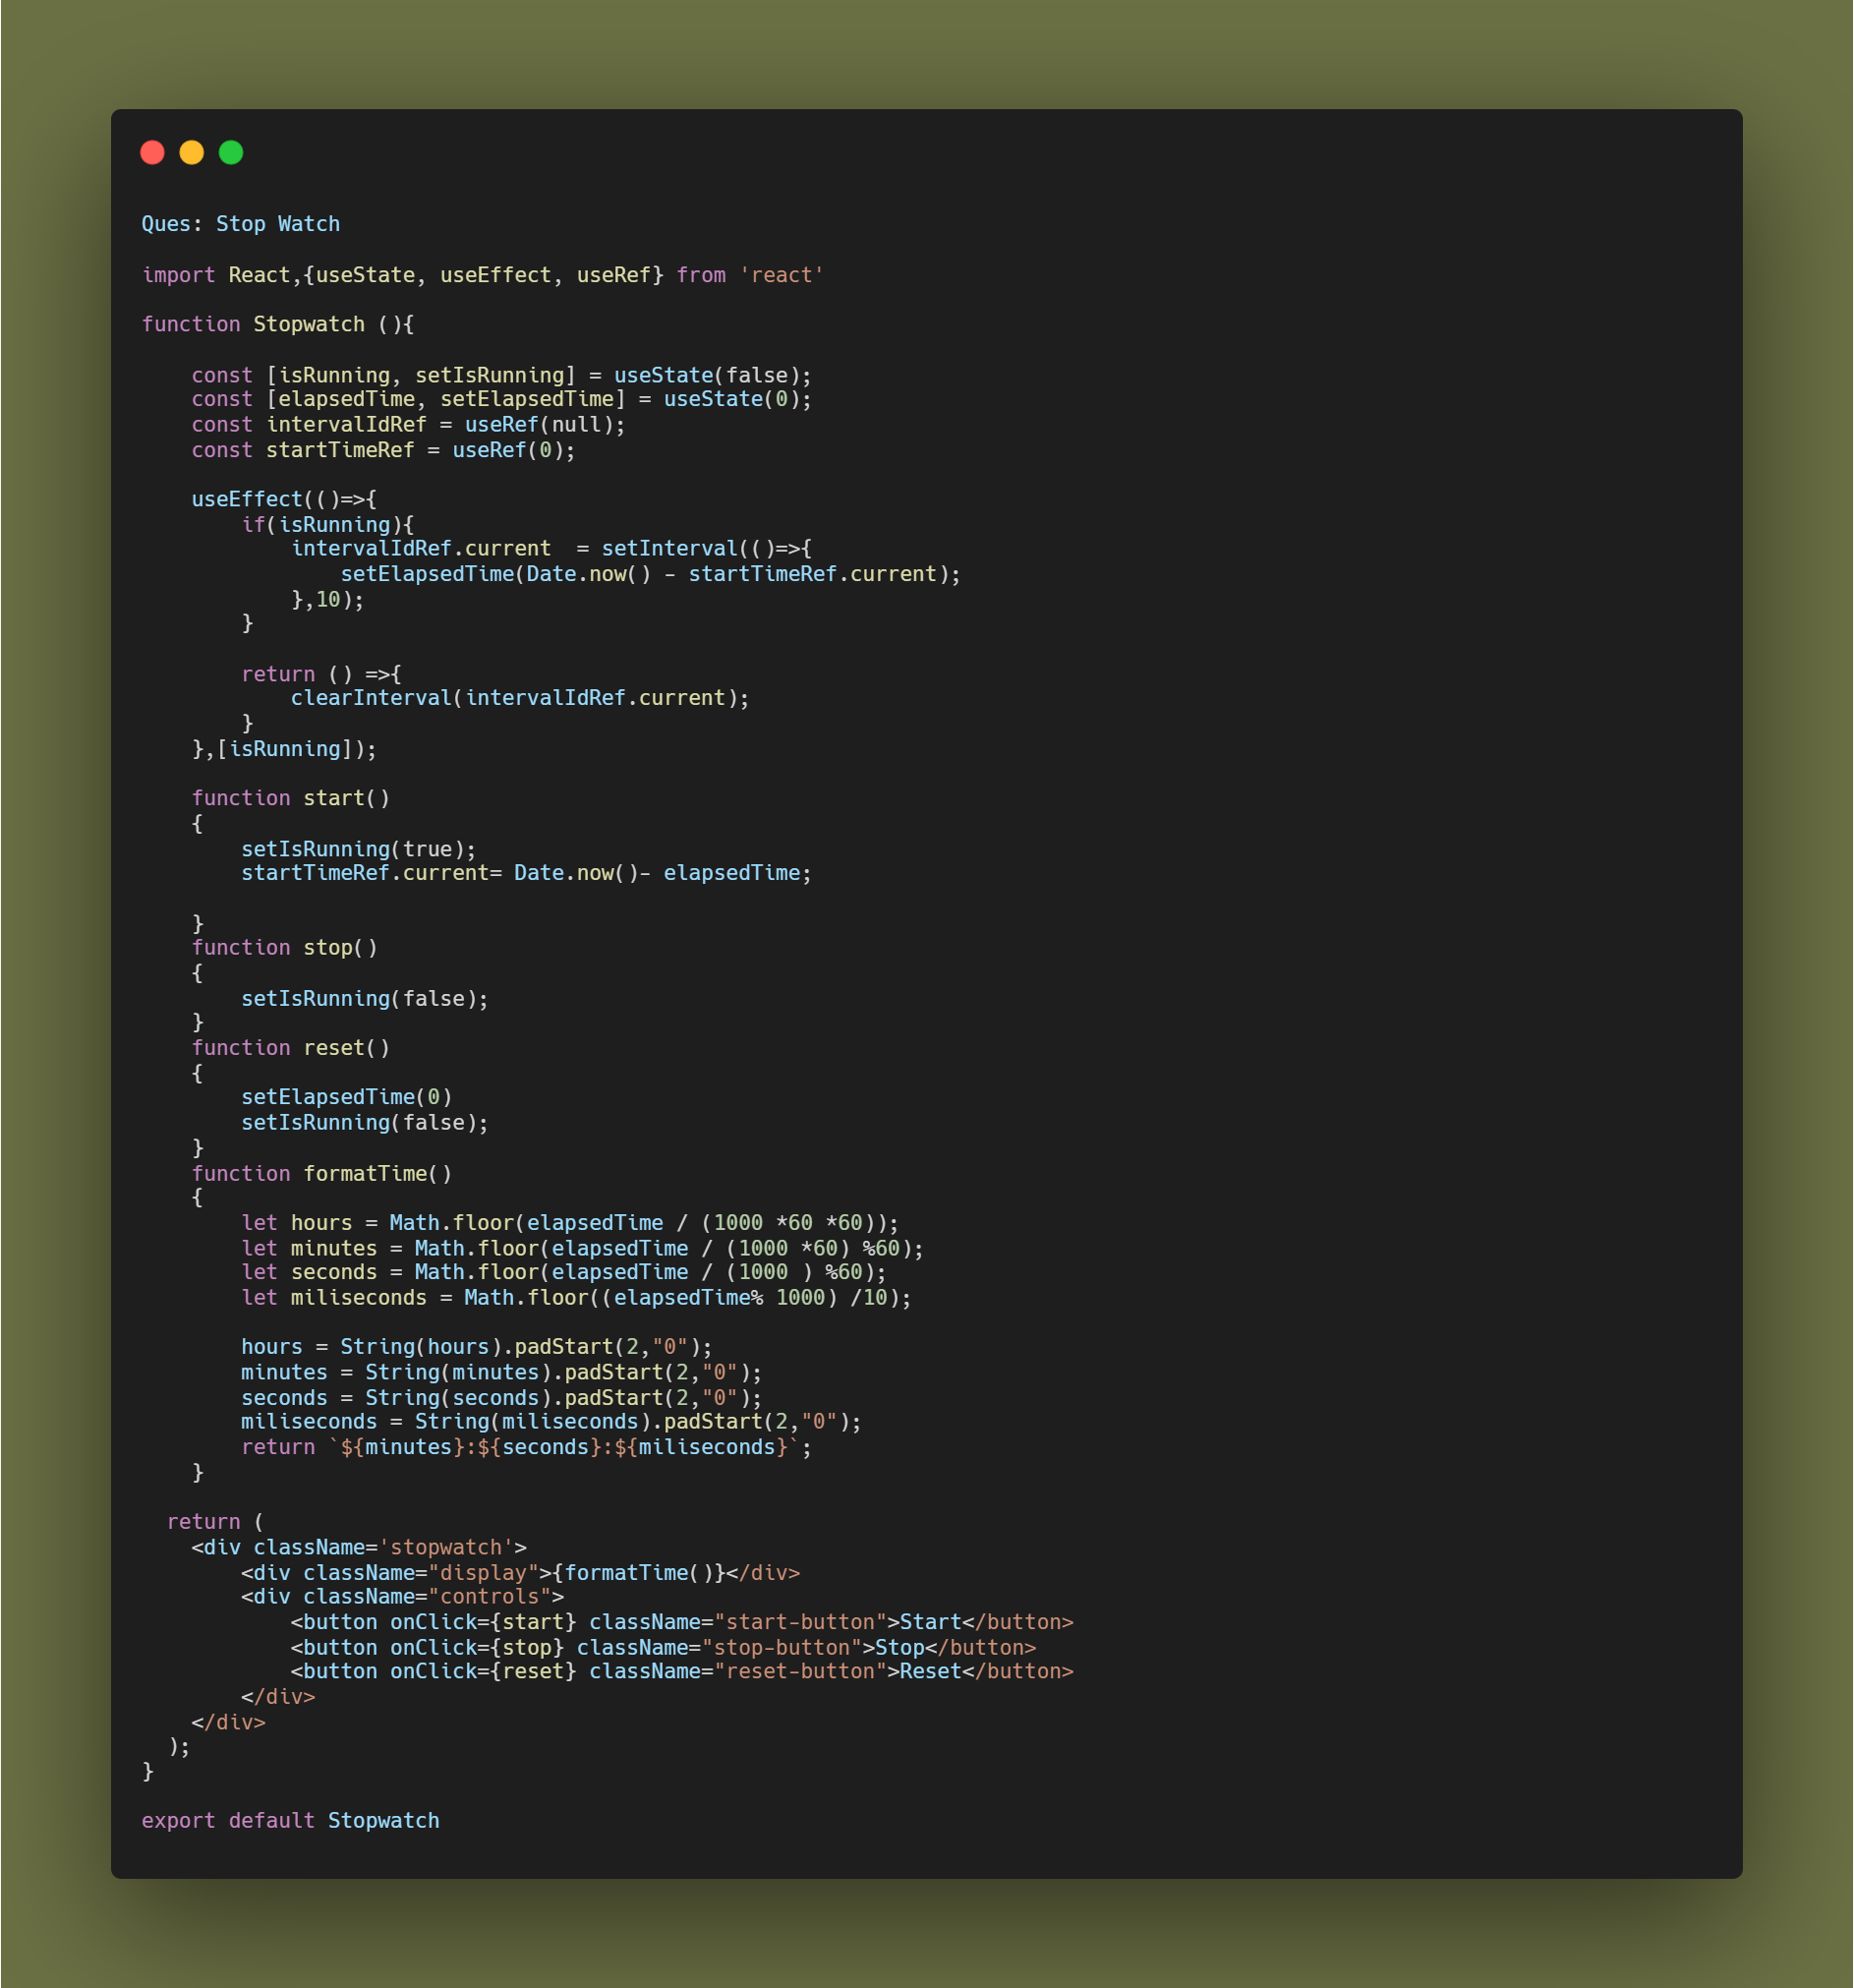 Ques: Stop Watch

import React,{useState, useEffect, useRef} from 'react'

function Stopwatch (){

    const [isRunning, setIsRunning] = useState(false);
    const [elapsedTime, setElapsedTime] = useState(0);
    const intervalIdRef = useRef(null);
    const startTimeRef = useRef(0);

    useEffect(()=>{
        if(isRunning){
            intervalIdRef.current  = setInterval(()=>{
                setElapsedTime(Date.now() - startTimeRef.current);
            },10);
        }

        return () =>{
            clearInterval(intervalIdRef.current);
        }
    },[isRunning]);

    function start()
    {
        setIsRunning(true);
        startTimeRef.current= Date.now()- elapsedTime;

    }
    function stop()
    {
        setIsRunning(false);
    }
    function reset()
    {
        setElapsedTime(0)
        setIsRunning(false);
    }
    function formatTime()
    {
        let hours = Math.floor(elapsedTime / (1000 *60 *60));
        let minutes = Math.floor(elapsedTime / (1000 *60) %60);
        let seconds = Math.floor(elapsedTime / (1000 ) %60);
        let miliseconds = Math.floor((elapsedTime% 1000) /10);

        hours = String(hours).padStart(2,"0");
        minutes = String(minutes).padStart(2,"0");
        seconds = String(seconds).padStart(2,"0");
        miliseconds = String(miliseconds).padStart(2,"0");
        return `${minutes}:${seconds}:${miliseconds}`;
    }

  return (
    <div className='stopwatch'>
        <div className="display">{formatTime()}</div>
        <div className="controls">
            <button onClick={start} className="start-button">Start</button>
            <button onClick={stop} className="stop-button">Stop</button>
            <button onClick={reset} className="reset-button">Reset</button>
        </div>
    </div>
  );
}

export default Stopwatch